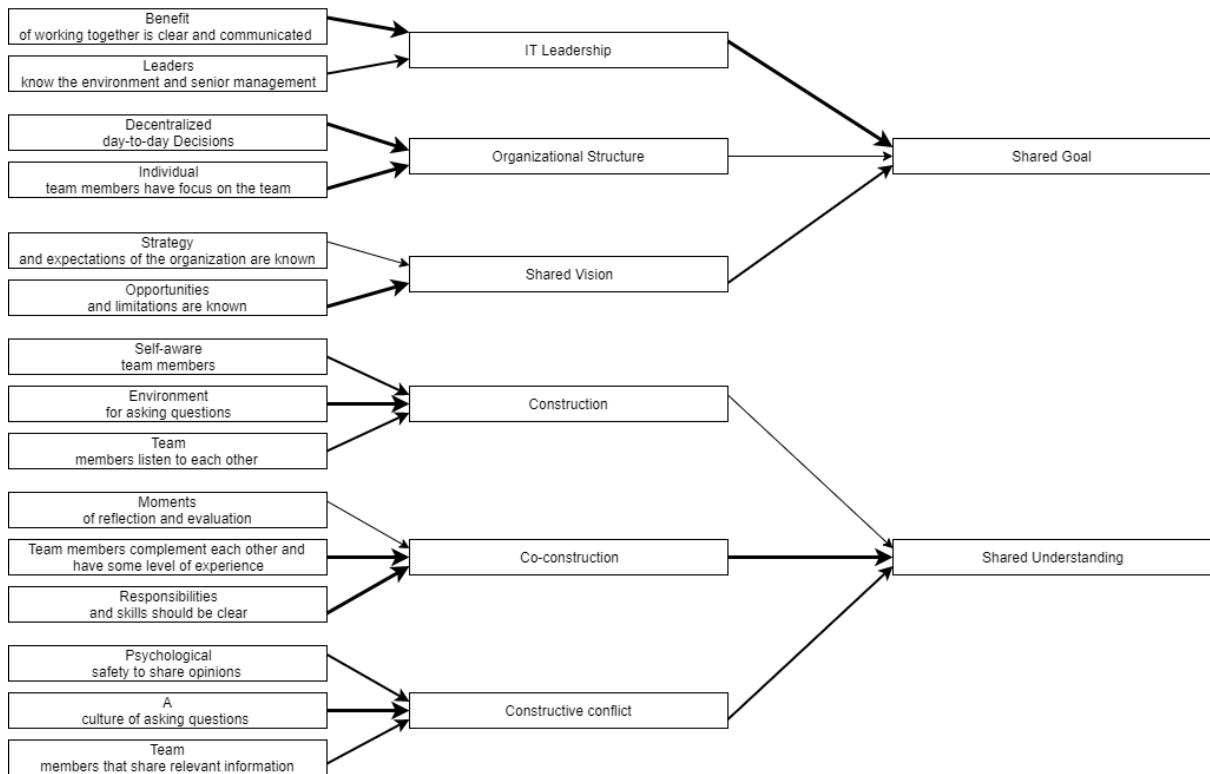 Benefit
of working together is clear and communicated
Leaders
know the environment and senior management
IT Leadership
Decentralized
day-to-day Decisions
Individual
team members have focus on the team
Organizational Structure
Shared Goal
Strategy
and expectations of the organization are known
Opportunities
and limitations are known
Shared Vision
Self-aware
team members
Environment
for asking questions
Team
members listen to each other
Construction
Moments
of reflection and evaluation
Team members complement each other and
have some level of experience
Responsibilities
and skills should be clear
Co-construction
Shared Understanding
Psychological
safety to share opinions
A
culture of asking questions
Team
members that share relevant information
Constructive conflict